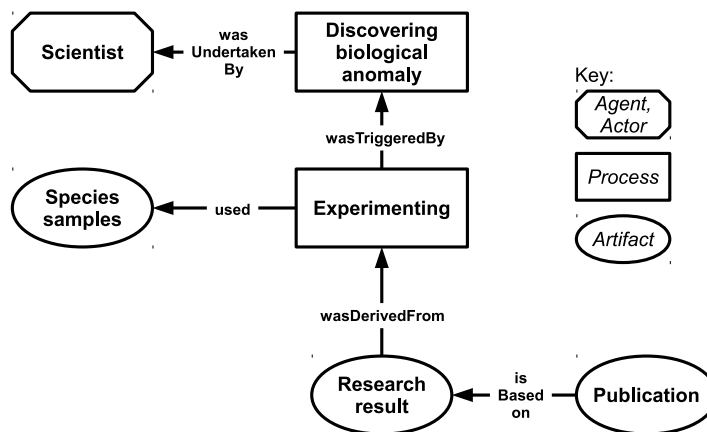 Scientist
was
Undertaken
By
Discovering
biological
anomaly
Key:
Agent,
Actor
wasTriggeredBy
Process
Species
samples
used
Experimenting
Artifact
wasDerivedFrom
Research
result
is
Based
on
Publication